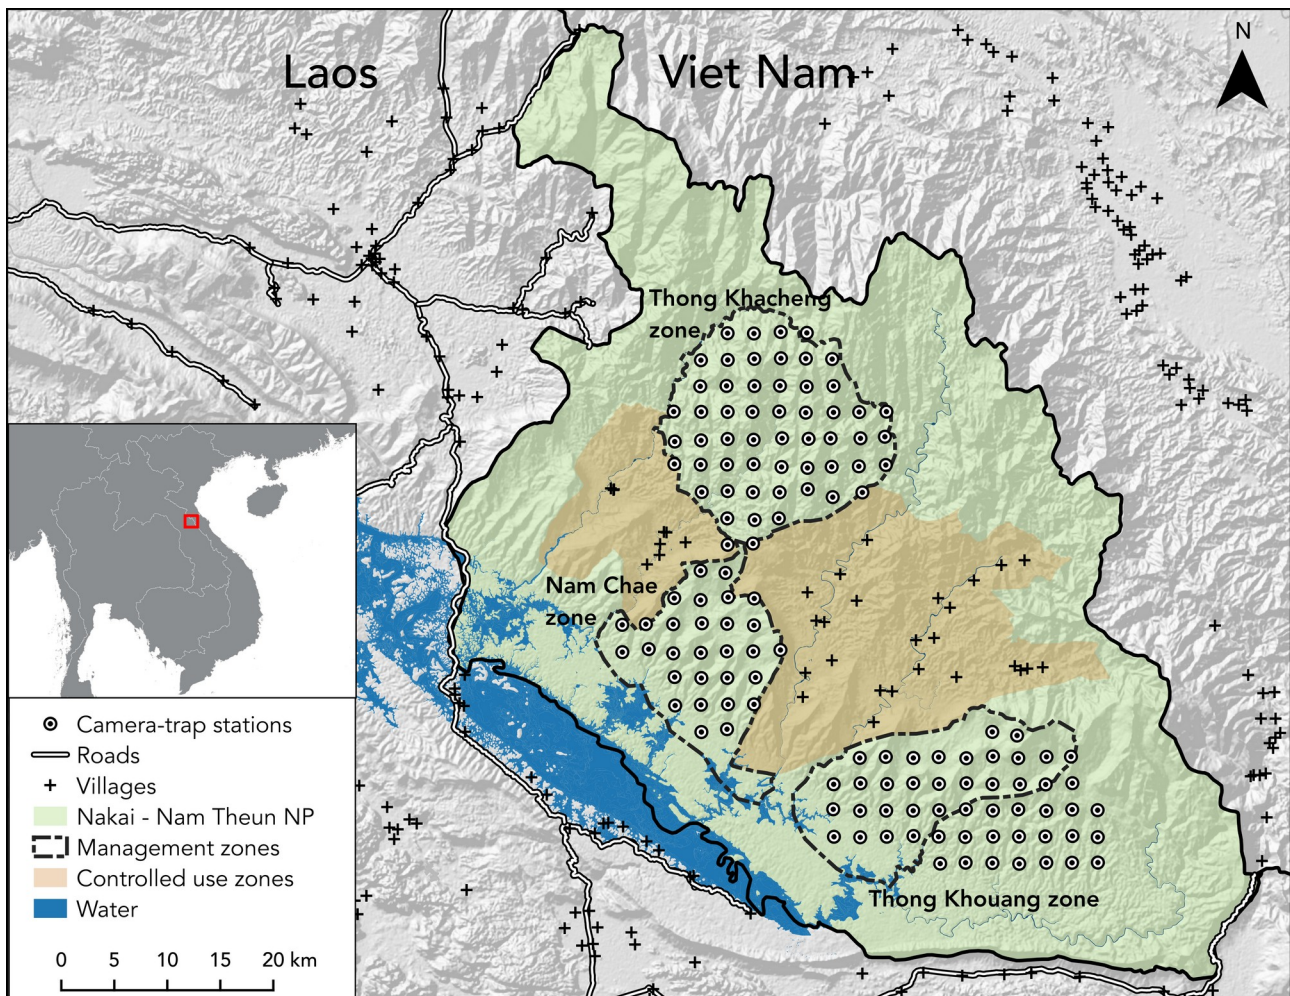 Laos
Viet Nam
N
Thong Khacheng
zone
Nam Chae
zone
Thong Khouang zone
Camera-trap stations
Roads
Villages
Nakai - Nam Theun NP
Management zones
Controlled use zones
Water
0 5 10 15 20 km